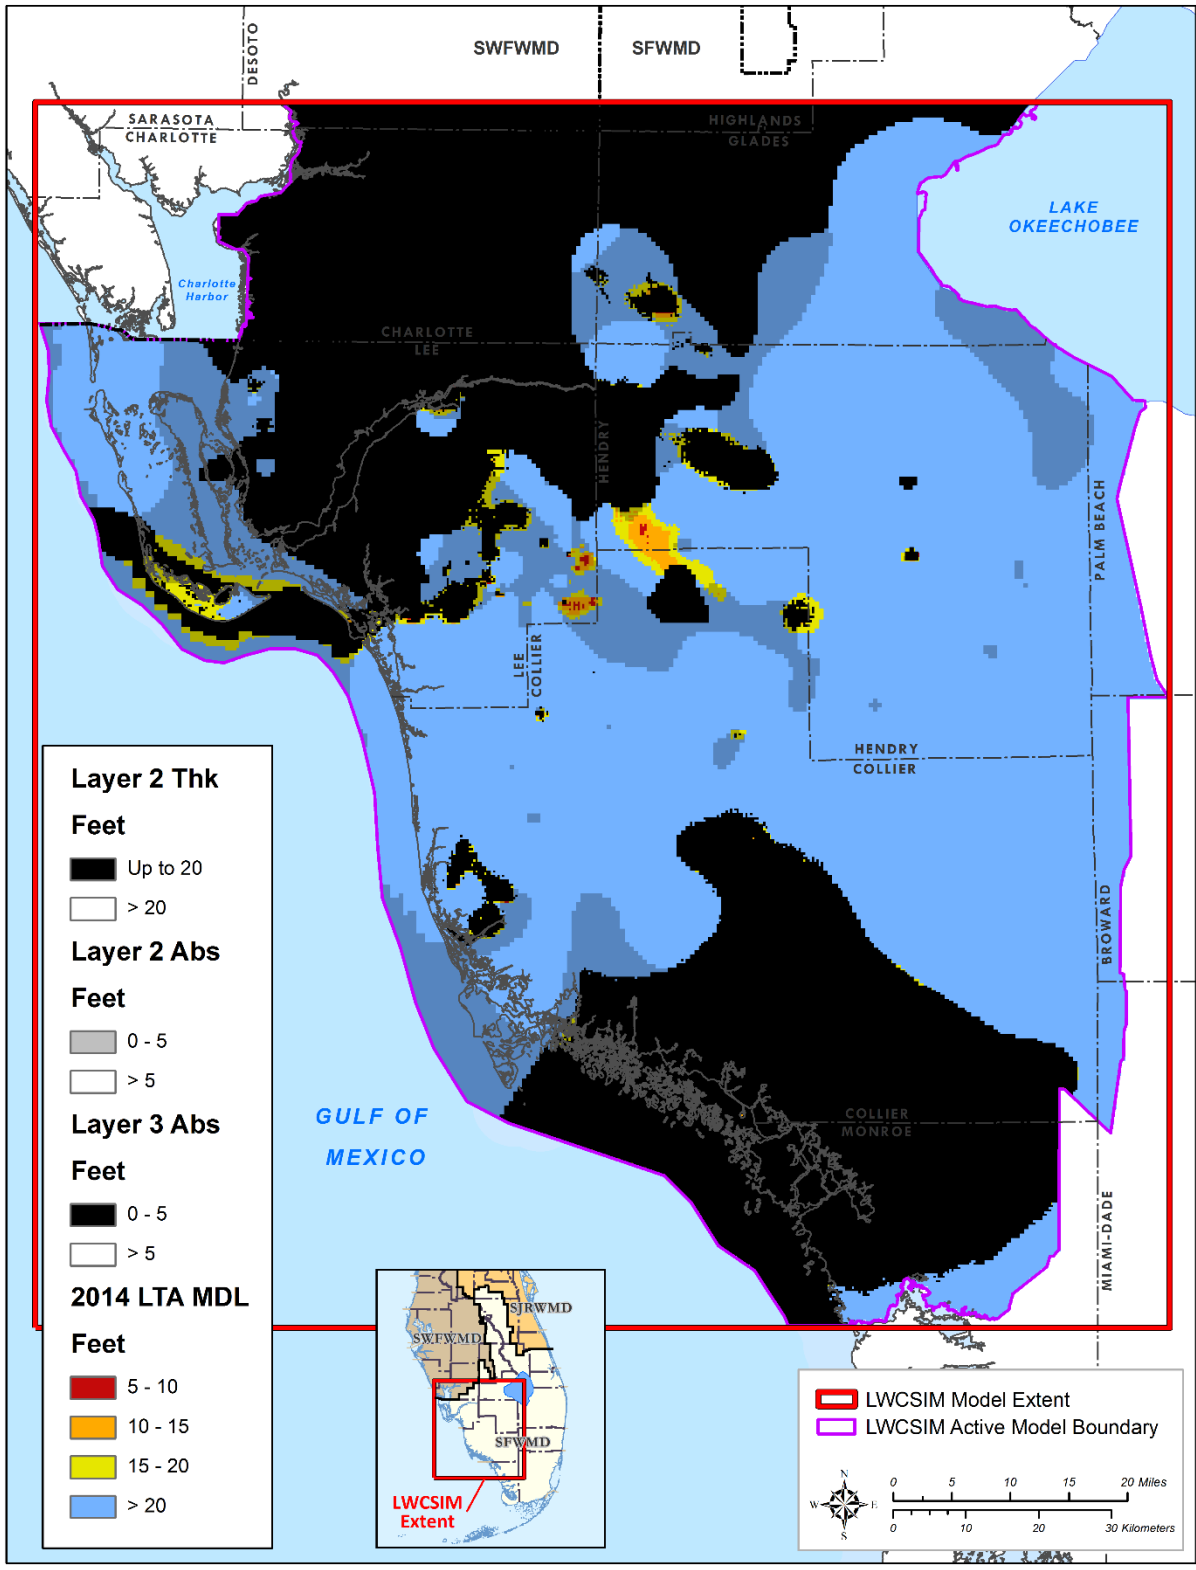 DESOTO
SWFWMD
SFWMD
SARASOTA
CHARLOTTE
HIGHLANDS
GLADES
LAKE
OKEECHOBEE
Charlotte
Harbor
CHARLOTTE
LEE
HENDRY
PALM BEACH
LEE
COLLIER
HENDRY
COLLIER
BROWARD
COLLIER
MONROE
MIAMI-DADE
GULF OF
MEXICO
Layer 2 Thk
Feet
Up to 20
> 20
Layer 2 Abs
Feet
0 - 5
> 5
Layer 3 Abs
Feet
0 - 5
> 5
2014 LTA MDL
Feet
5 - 10
10 - 15
15 - 20
> 20
SJRWMD
SWFWMD
SFWMD
LWCSIM
Extent
LWCSIM Model Extent
LWCSIM Active Model Boundary
N
W E
S
0 5 10 15 20 Miles
0 10 20 30 Kilometers